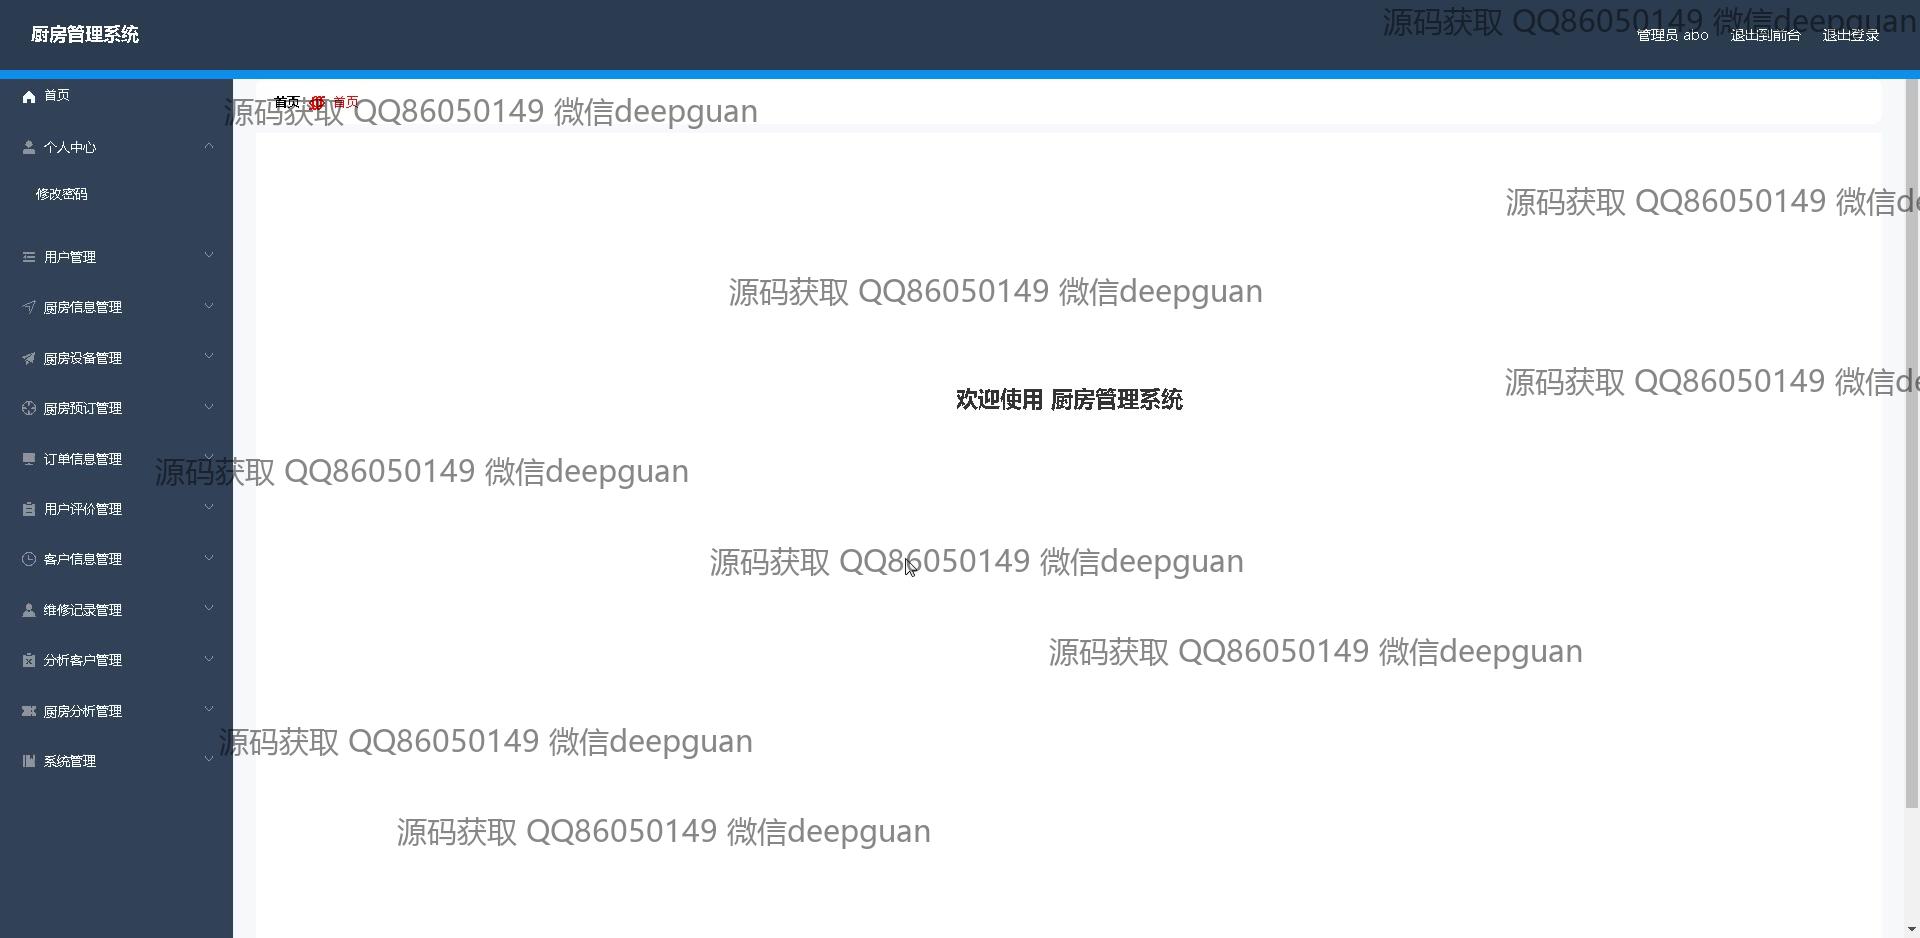 厨房管理系统
源码获取 QQ86050149 微信deepguan
管理员 abo 退出到前台 退出登录
首页
首页 首页
源码获取 QQ86050149 微信deepguan
个人中心
修改密码
源码获取 QQ86050149 微信de
用户管理
源码获取 QQ86050149 微信deepguan
厨房信息管理
厨房设备管理
源码获取 QQ86050149 微信de
欢迎使用 厨房管理系统
厨房预订管理
订单信息管理
源码获取 QQ86050149 微信deepguan
用户评价管理
客户信息管理
源码获取 QQ86050149 微信deepguan
维修记录管理
源码获取 QQ86050149 微信deepguan
分析客户管理
厨房分析管理
源码获取 QQ86050149 微信deepguan
系统管理
源码获取 QQ86050149 微信deepguan